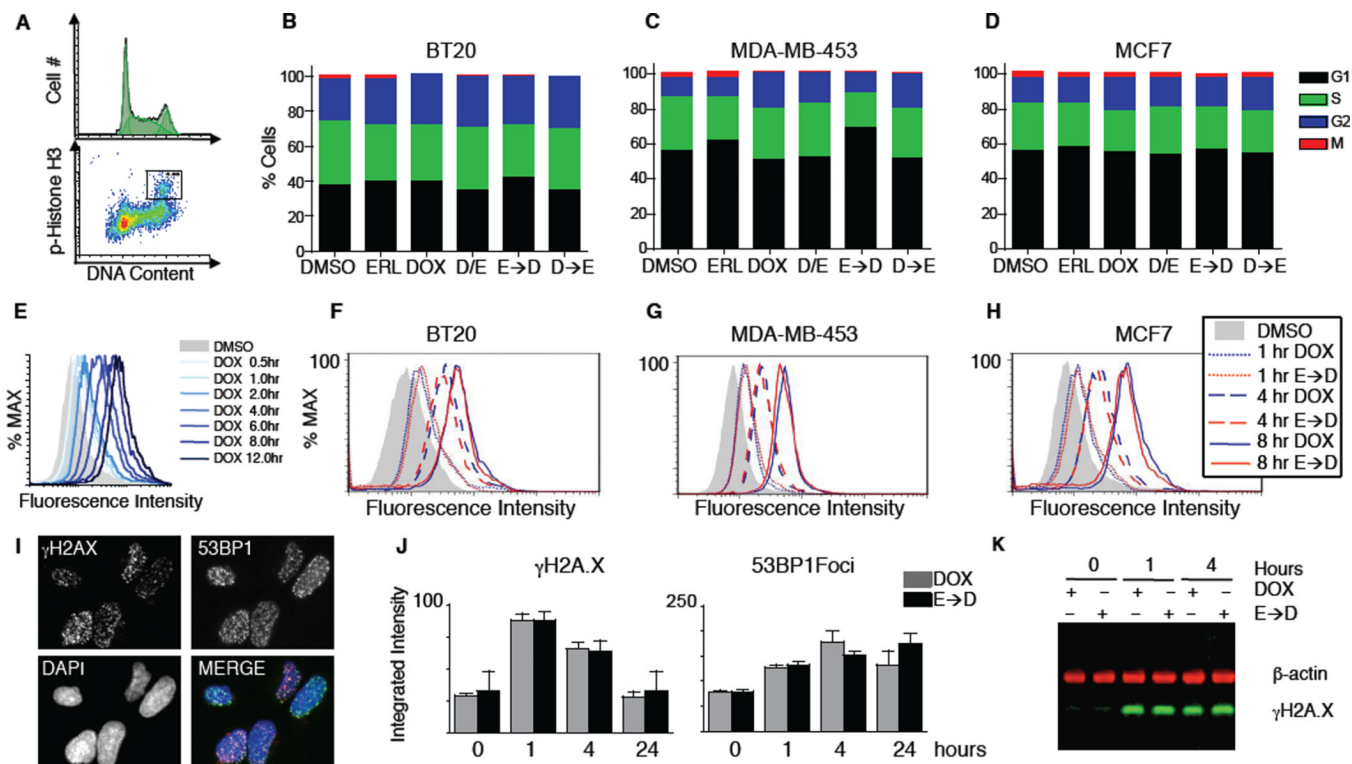 A
Cell #
p-Histone H3
DNA Content
B
BT20
% Cells
100
80
60
40
20
0
DMSO ERL DOX D/E E→D D→E
C
MDA-MB-453
100
80
60
40
20
0
DMSO ERL DOX D/E E→D D→E
D
MCF7
100
80
60
40
20
0
DMSO ERL DOX D/E E→D D→E
G1
S
G2
M
E
% MAX
Fluorescence Intensity
DMSO
DOX 0.5hr
DOX 1.0hr
DOX 2.0hr
DOX 4.0hr
DOX 6.0hr
DOX 8.0hr
DOX 12.0hr
F
BT20
100
% MAX
Fluorescence Intensity
G
MDA-MB-453
100
% MAX
Fluorescence Intensity
H
MCF7
100
% MAX
Fluorescence Intensity
DMSO
1 hr DOX
1 hr E→D
4 hr DOX
4 hr E→D
8 hr DOX
8 hr E→D
I
γH2AX
53BP1
DAPI
MERGE
J
γH2A.X
Integrated Intensity
100
0 1 4 24
53BP1Foci
250
DOX
E→D
0 1 4 24 hours
K
0 1 4 Hours
+ – + – + – DOX
– + – + – + E→D
β-actin
γH2A.X